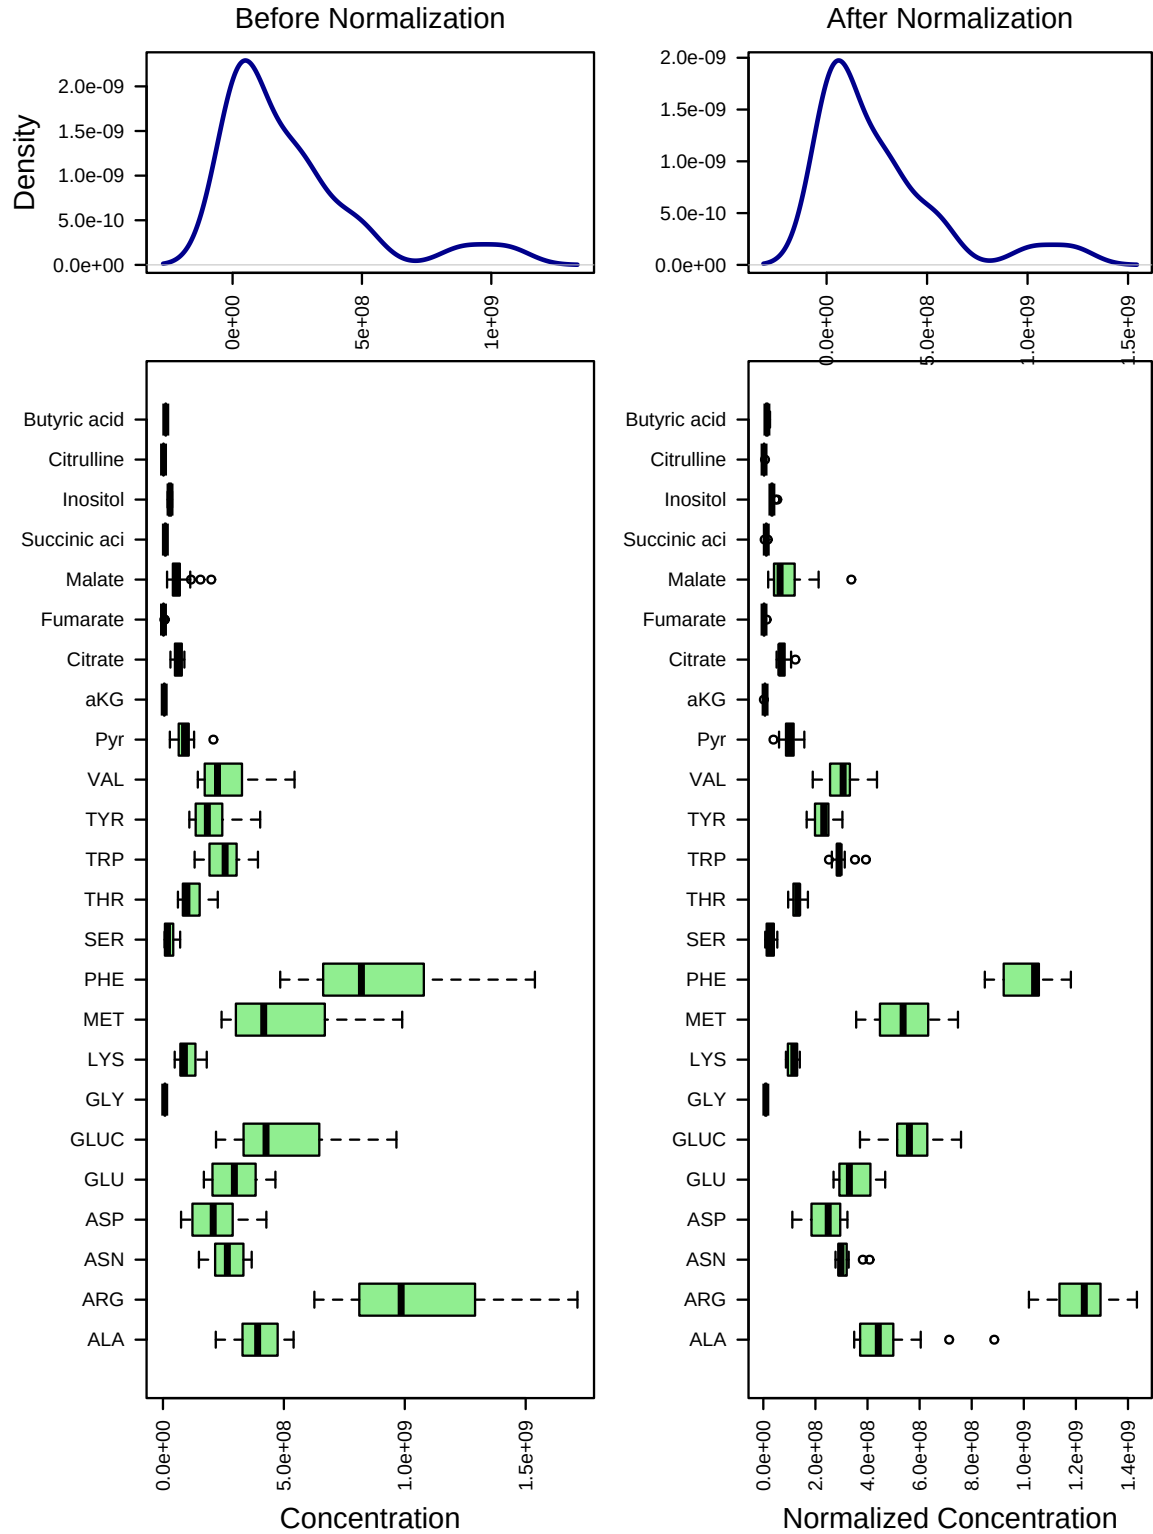 Before Normalization
After Normalization
Density
2.0e-09
1.5e-09
1.0e-09
5.0e-10
0.0e+00
0e+00
5e+08
1e+09
2.0e-09
1.5e-09
1.0e-09
5.0e-10
0.0e+00
0.0e+00
5.0e+08
1.0e+09
1.5e+09
Butyric acid
Citrulline
Inositol
Succinic aci
Malate
Fumarate
Citrate
aKG
Pyr
VAL
TYR
TRP
THR
SER
PHE
MET
LYS
GLY
GLUC
GLU
ASP
ASN
ARG
ALA
0.0e+00
5.0e+08
1.0e+09
1.5e+09
Concentration
Butyric acid
Citrulline
Inositol
Succinic aci
Malate
Fumarate
Citrate
aKG
Pyr
VAL
TYR
TRP
THR
SER
PHE
MET
LYS
GLY
GLUC
GLU
ASP
ASN
ARG
ALA
0.0e+00
2.0e+08
4.0e+08
6.0e+08
8.0e+08
1.0e+09
1.2e+09
1.4e+09
Normalized Concentration